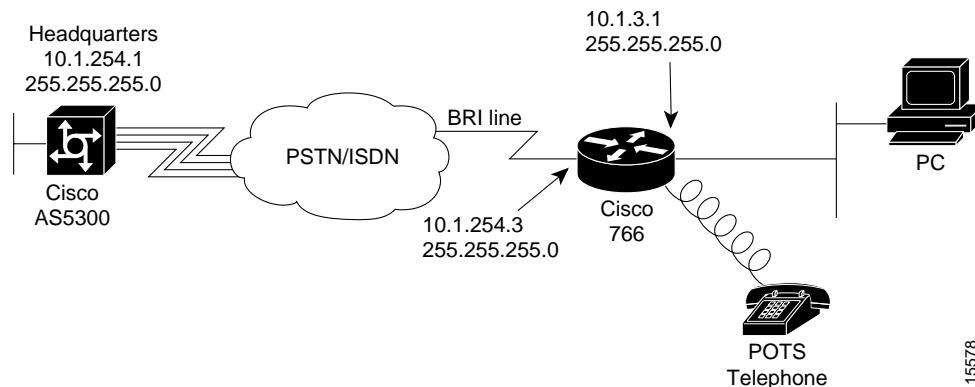 Headquarters
10.1.254.1
255.255.255.0
Cisco
AS5300
PSTN/ISDN
BRI line
10.1.3.1
255.255.255.0
10.1.254.3
255.255.255.0
Cisco
766
PC
POTS
Telephone
15578